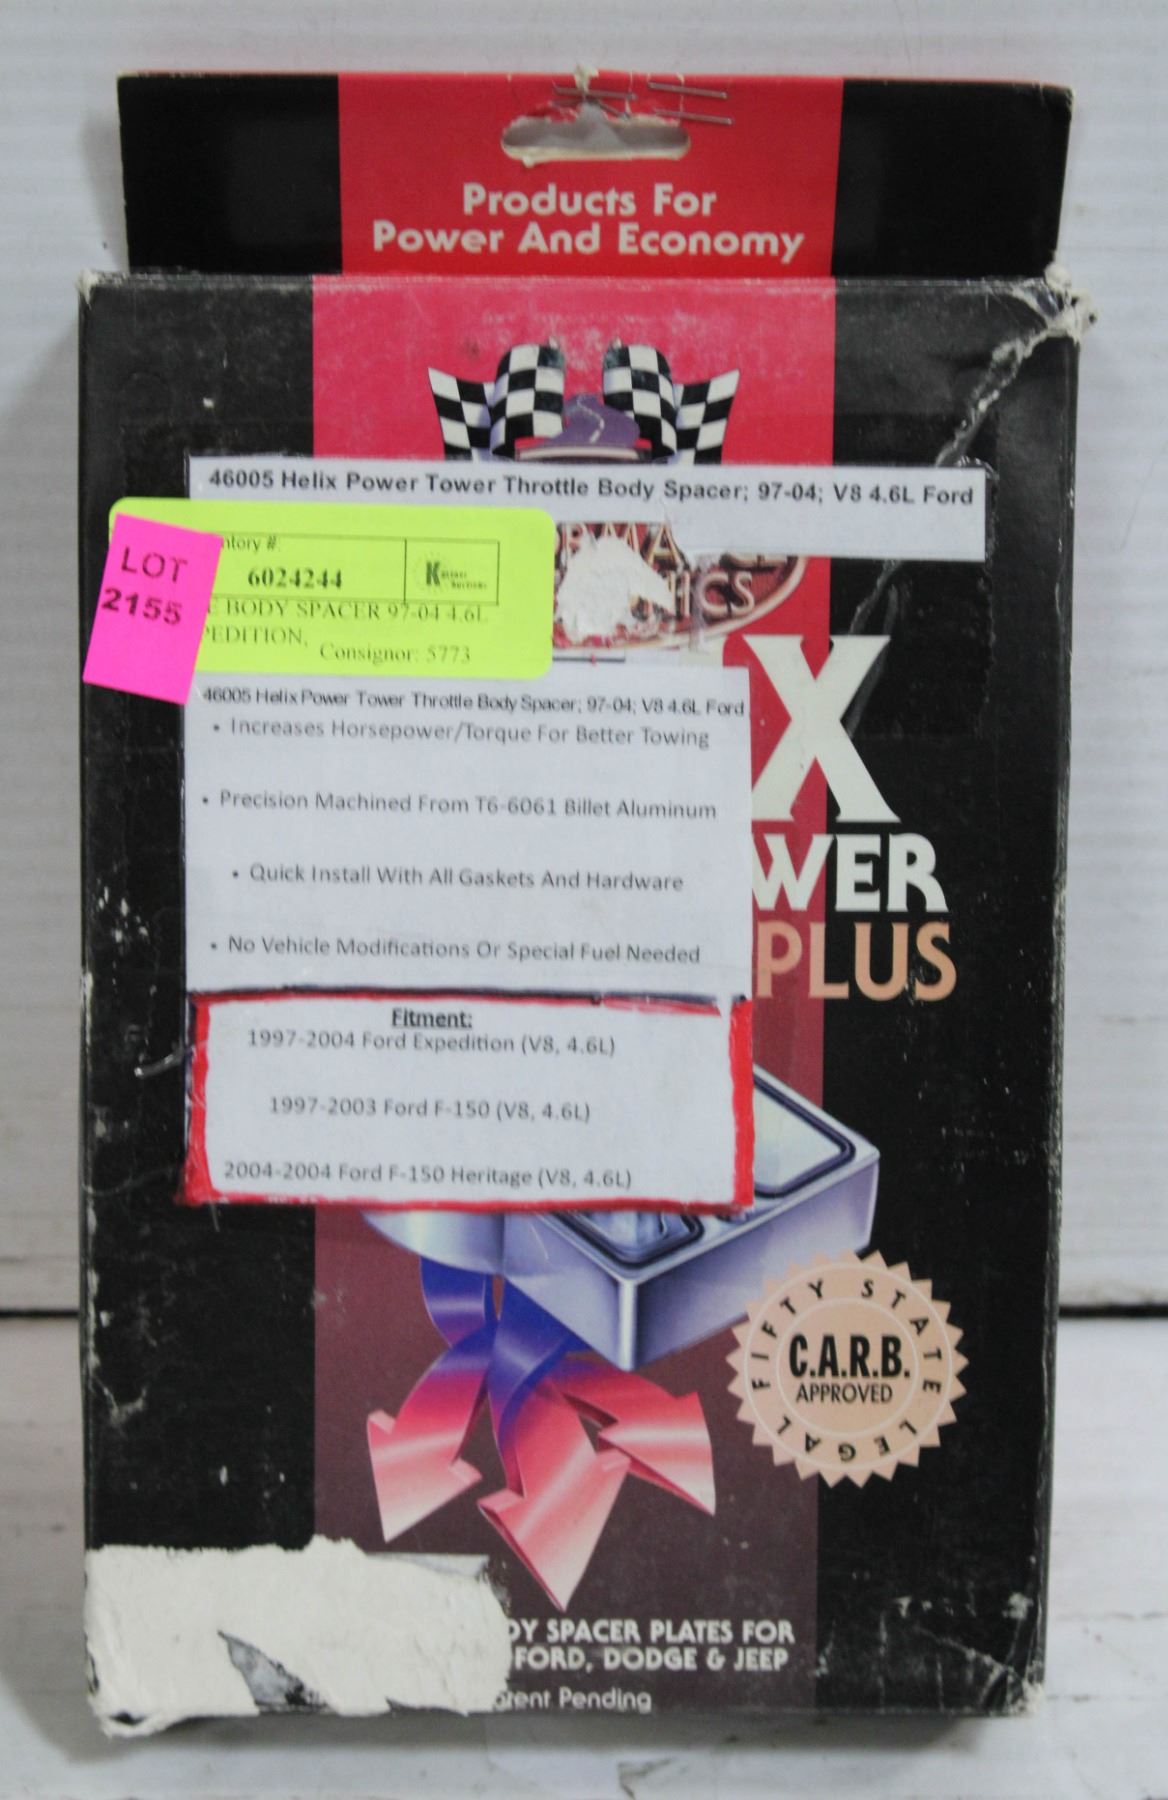 Products For
Power And Economy
46005 Helix Power Tower Throttle Body Spacer; 97-04; V8 4.6L Ford
LOT
2155
6024244
BODY SPACER 97-04 4.6L
Consignor: 5773
X
WER
PLUS
46005 Helix Power Tower Throttle Body Spacer; 97-04; V8 4.6L Ford
• Increases Horsepower/Torque For Better Towing
• Precision Machined From T6-6061 Billet Aluminum
• Quick Install With All Gaskets And Hardware
• No Vehicle Modifications Or Special Fuel Needed
Fitment:
1997-2004 Ford Expedition (V8, 4.6L)
1997-2003 Ford F-150 (V8, 4.6L)
2004-2004 Ford F-150 Heritage (V8, 4.6L)
FIFTY STATE LEGAL
C.A.R.B.
APPROVED
DY SPACER PLATES FOR
FORD, DODGE & JEEP
Pending